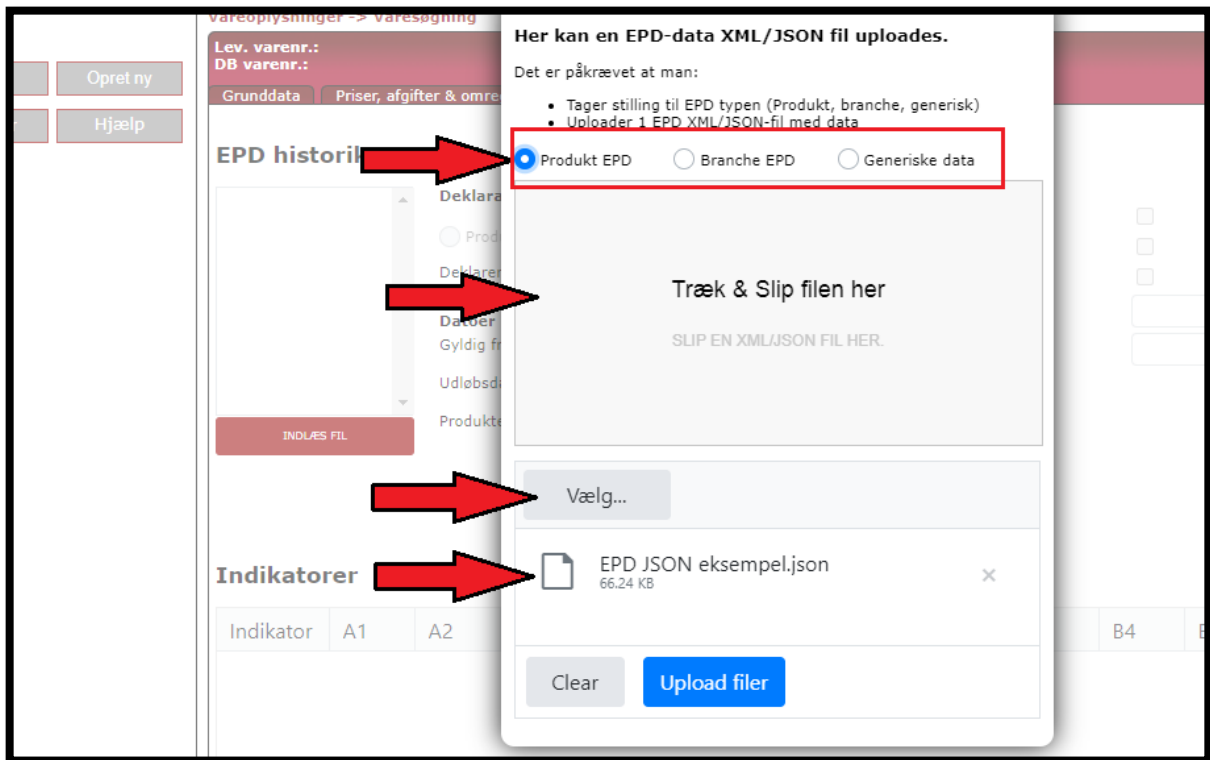 Vareoplysninger -> Varesøgning
Lev. varenr.:
DB varenr.:
Opret ny
Hjælp
Grunddata
Priser, afgifter & omre
EPD historik
Deklara
Prod
Deklarer
Datoer
Gyldig fr
Udløbsda
Produkte
INDLÆS FIL
Indikatorer
Indikator A1 A2 B4
Her kan en EPD-data XML/JSON fil uploades.
Det er påkrævet at man:
• Tager stilling til EPD typen (Produkt, branche, generisk)
• Uploader 1 EPD XML/JSON-fil med data
Produkt EPD Branche EPD Generiske data
Træk & Slip filen her
SLIP EN XML/JSON FIL HER.
Vælg...
EPD JSON eksempel.json
66.24 KB
×
Clear Upload filer